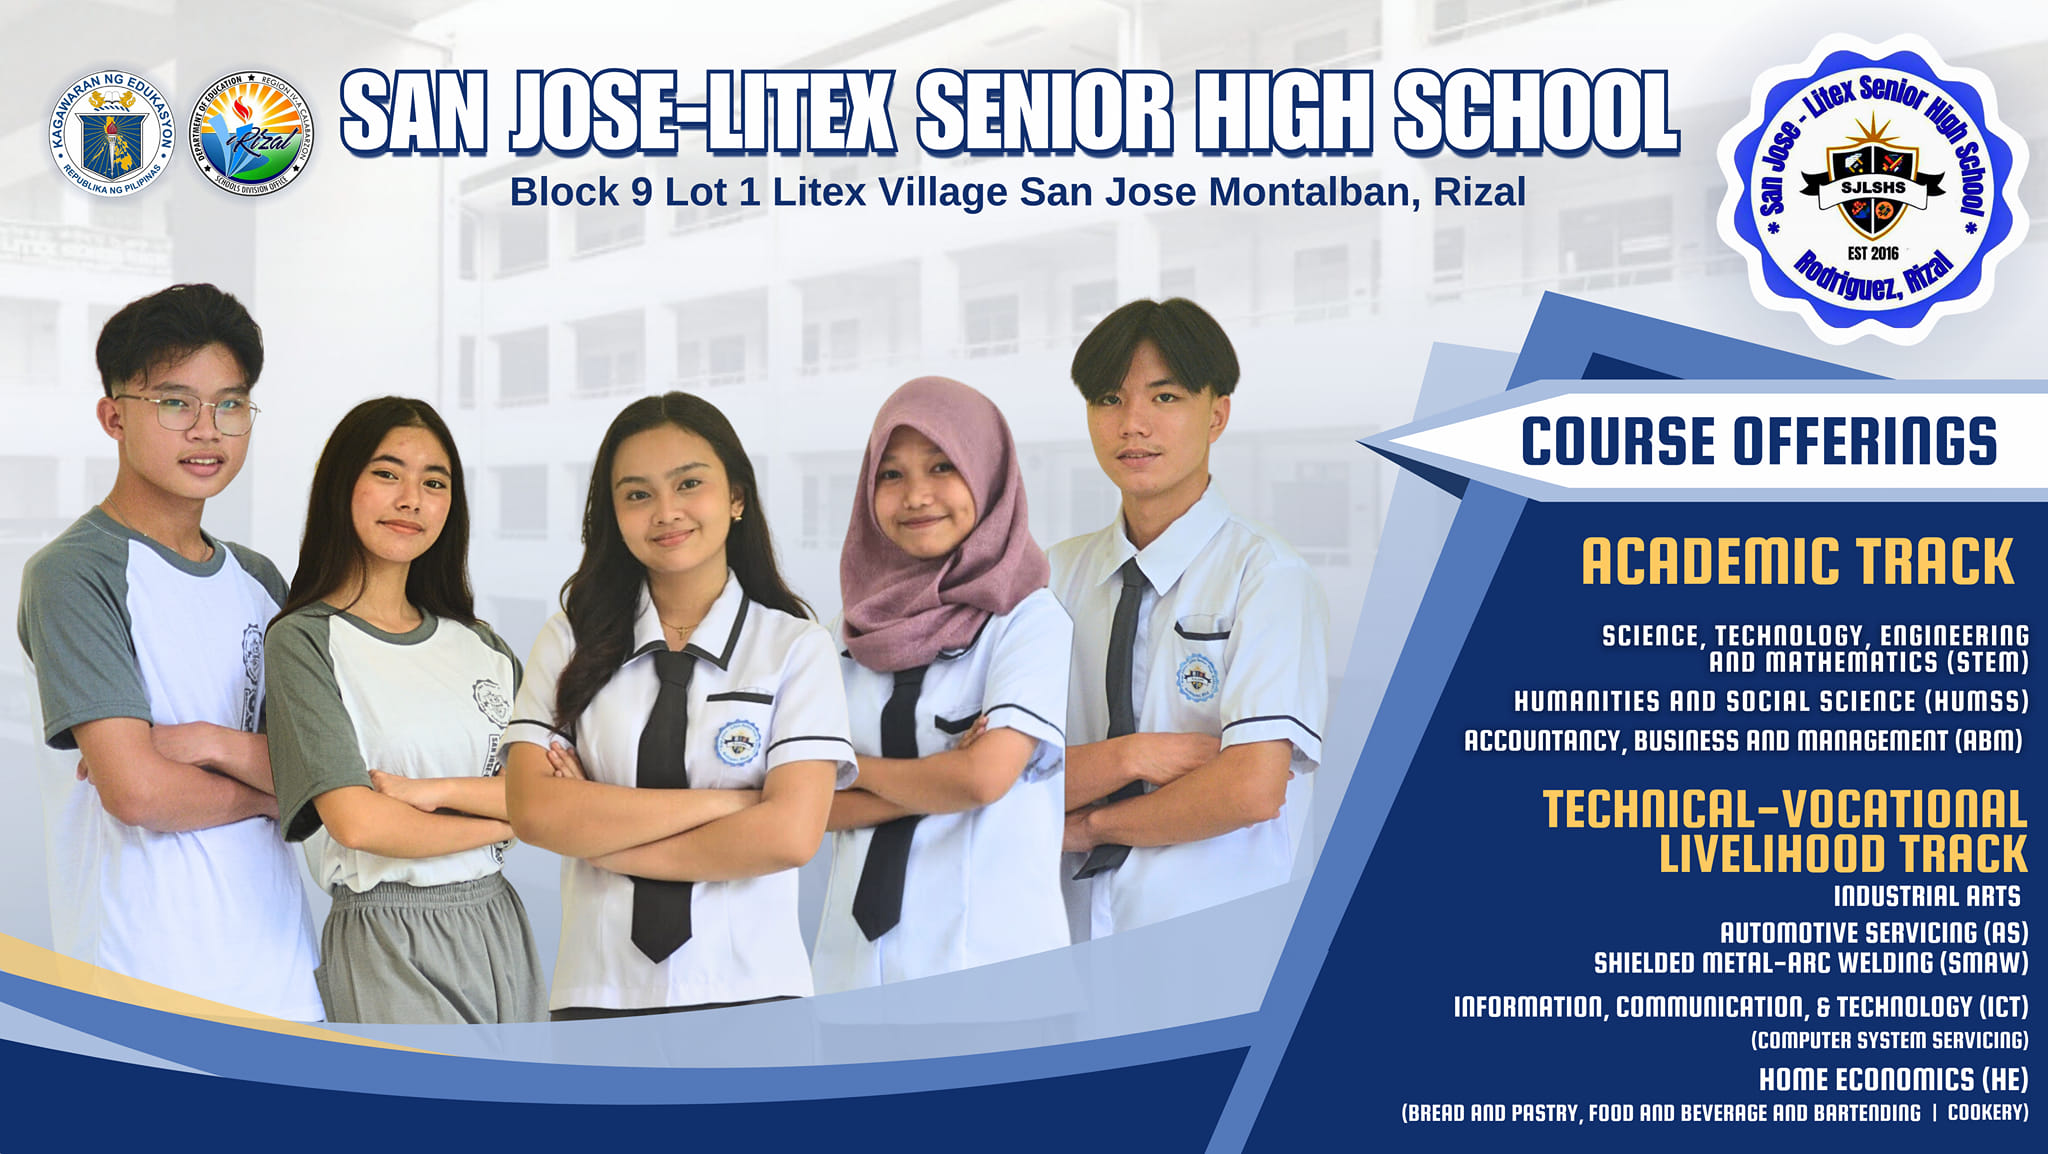 KAGAWARAN NG EDUKASYON
REPUBLIKA NG PILIPINAS
DEPARTMENT OF EDUCATION
REGION IV-A CALABARZON
Rizal
SCHOOLS DIVISION OFFICE
SAN JOSE-LITEX SENIOR HIGH SCHOOL
Block 9 Lot 1 Litex Village San Jose Montalban, Rizal
San Jose - Litex Senior High School
SJLSHS
EST 2016
Rodriguez, Rizal
COURSE OFFERINGS
ACADEMIC TRACK
SCIENCE, TECHNOLOGY, ENGINEERING
AND MATHEMATICS (STEM)
HUMANITIES AND SOCIAL SCIENCE (HUMSS)
ACCOUNTANCY, BUSINESS AND MANAGEMENT (ABM)
TECHNICAL-VOCATIONAL
LIVELIHOOD TRACK
INDUSTRIAL ARTS
AUTOMOTIVE SERVICING (AS)
SHIELDED METAL-ARC WELDING (SMAW)
INFORMATION, COMMUNICATION, & TECHNOLOGY (ICT)
(COMPUTER SYSTEM SERVICING)
HOME ECONOMICS (HE)
(BREAD AND PASTRY, FOOD AND BEVERAGE AND BARTENDING | COOKERY)